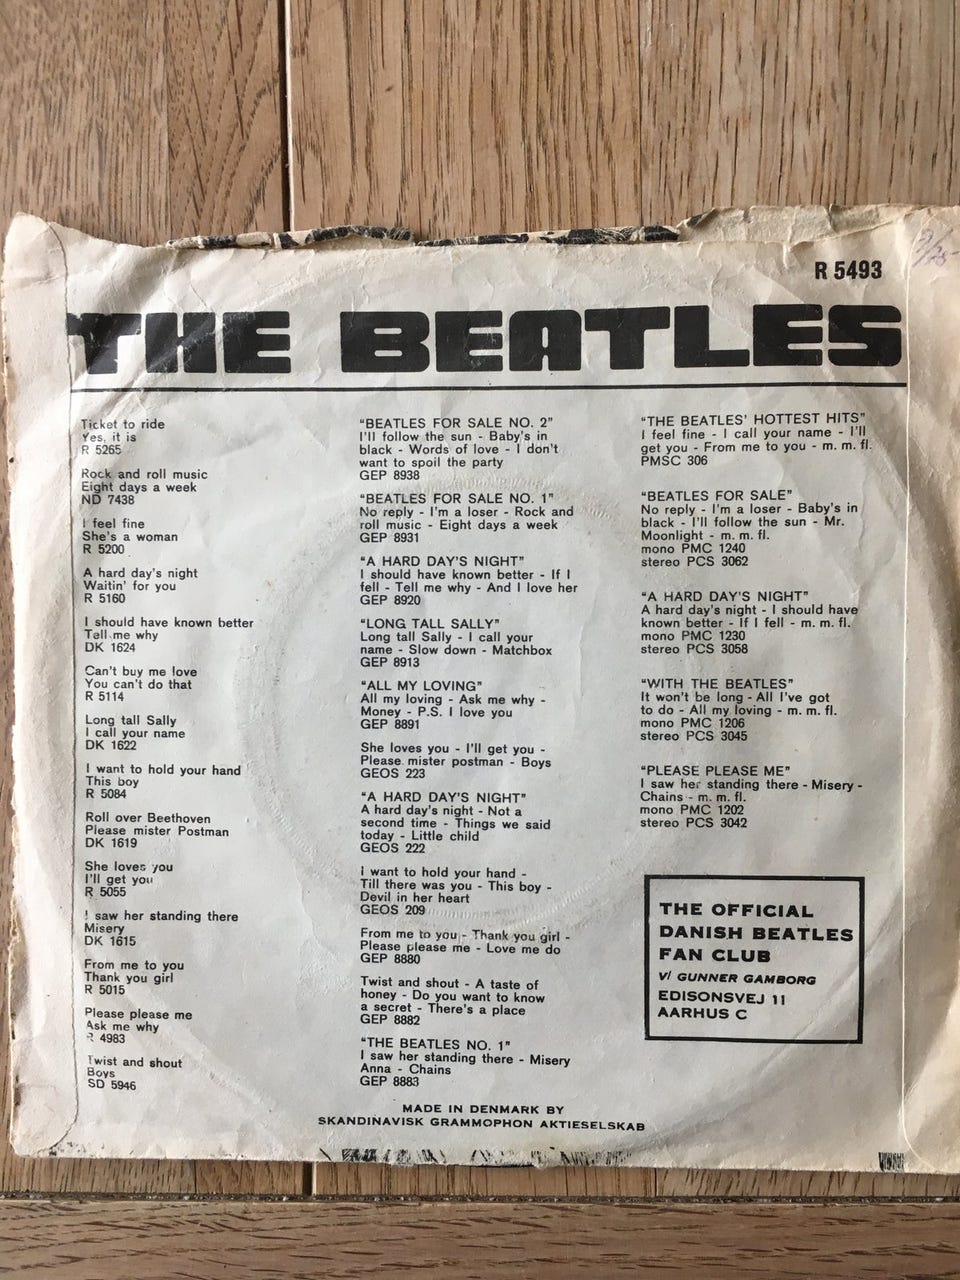 R 5493
THE BEATLES
Ticket to ride
Yes, it is
R 5265
Rock and roll music
Eight days a week
ND 7438
I feel fine
She's a woman
R 5200
A hard day's night
Waitin' for you
R 5160
I should have known better
Tell me why
DK 1624
Can't buy me love
You can't do that
R 5114
Long tall Sally
I call your name
DK 1622
I want to hold your hand
This boy
R 5084
Roll over Beethoven
Please mister Postman
DK 1619
She loves you
I'll get you
R 5055
I saw her standing there
Misery
DK 1615
From me to you
Thank you girl
R 5015
Please please me
Ask me why
R 4983
Twist and shout
Boys
SD 5946
"BEATLES FOR SALE NO. 2"
I'll follow the sun - Baby's in
black - Words of love - I don't
want to spoil the party
GEP 8938
"BEATLES FOR SALE NO. 1"
No reply - I'm a loser - Rock and
roll music - Eight days a week
GEP 8931
"A HARD DAY'S NIGHT"
I should have known better - If I
fell - Tell me why - And I love her
GEP 8920
"LONG TALL SALLY"
Long tall Sally - I call your
name - Slow down - Matchbox
GEP 8913
"ALL MY LOVING"
All my loving - Ask me why -
Money - P.S. I love you
GEP 8891
She loves you - I'll get you -
Please mister postman - Boys
GEOS 223
"A HARD DAY'S NIGHT"
A hard day's night - Not a
second time - Things we said
today - Little child
GEOS 222
I want to hold your hand -
Till there was you - This boy -
Devil in her heart
GEOS 209
From me to you - Thank you girl -
Please please me - Love me do
GEP 8880
Twist and shout - A taste of
honey - Do you want to know
a secret - There's a place
GEP 8882
"THE BEATLES NO. 1"
I saw her standing there - Misery
Anna - Chains
GEP 8883
"THE BEATLES' HOTTEST HITS"
I feel fine - I call your name - I'll
get you - From me to you - m. m. fl.
PMSC 306
"BEATLES FOR SALE"
No reply - I'm a loser - Baby's in
black - I'll follow the sun - Mr.
Moonlight - m. m. fl.
mono PMC 1240
stereo PCS 3062
"A HARD DAY'S NIGHT"
A hard day's night - I should have
known better - If I fell - m. m. fl.
mono PMC 1230
stereo PCS 3058
"WITH THE BEATLES"
It won't be long - All I've got
to do - All my loving - m. m. fl.
mono PMC 1206
stereo PCS 3045
"PLEASE PLEASE ME"
I saw her standing there - Misery -
Chains - m. m. fl.
mono PMC 1202
stereo PCS 3042
THE OFFICIAL
DANISH BEATLES
FAN CLUB
V/ GUNNER GAMBORG
EDISONSVEJ 11
AARHUS C
MADE IN DENMARK BY
SKANDINAVISK GRAMMOPHON AKTIESELSKAB